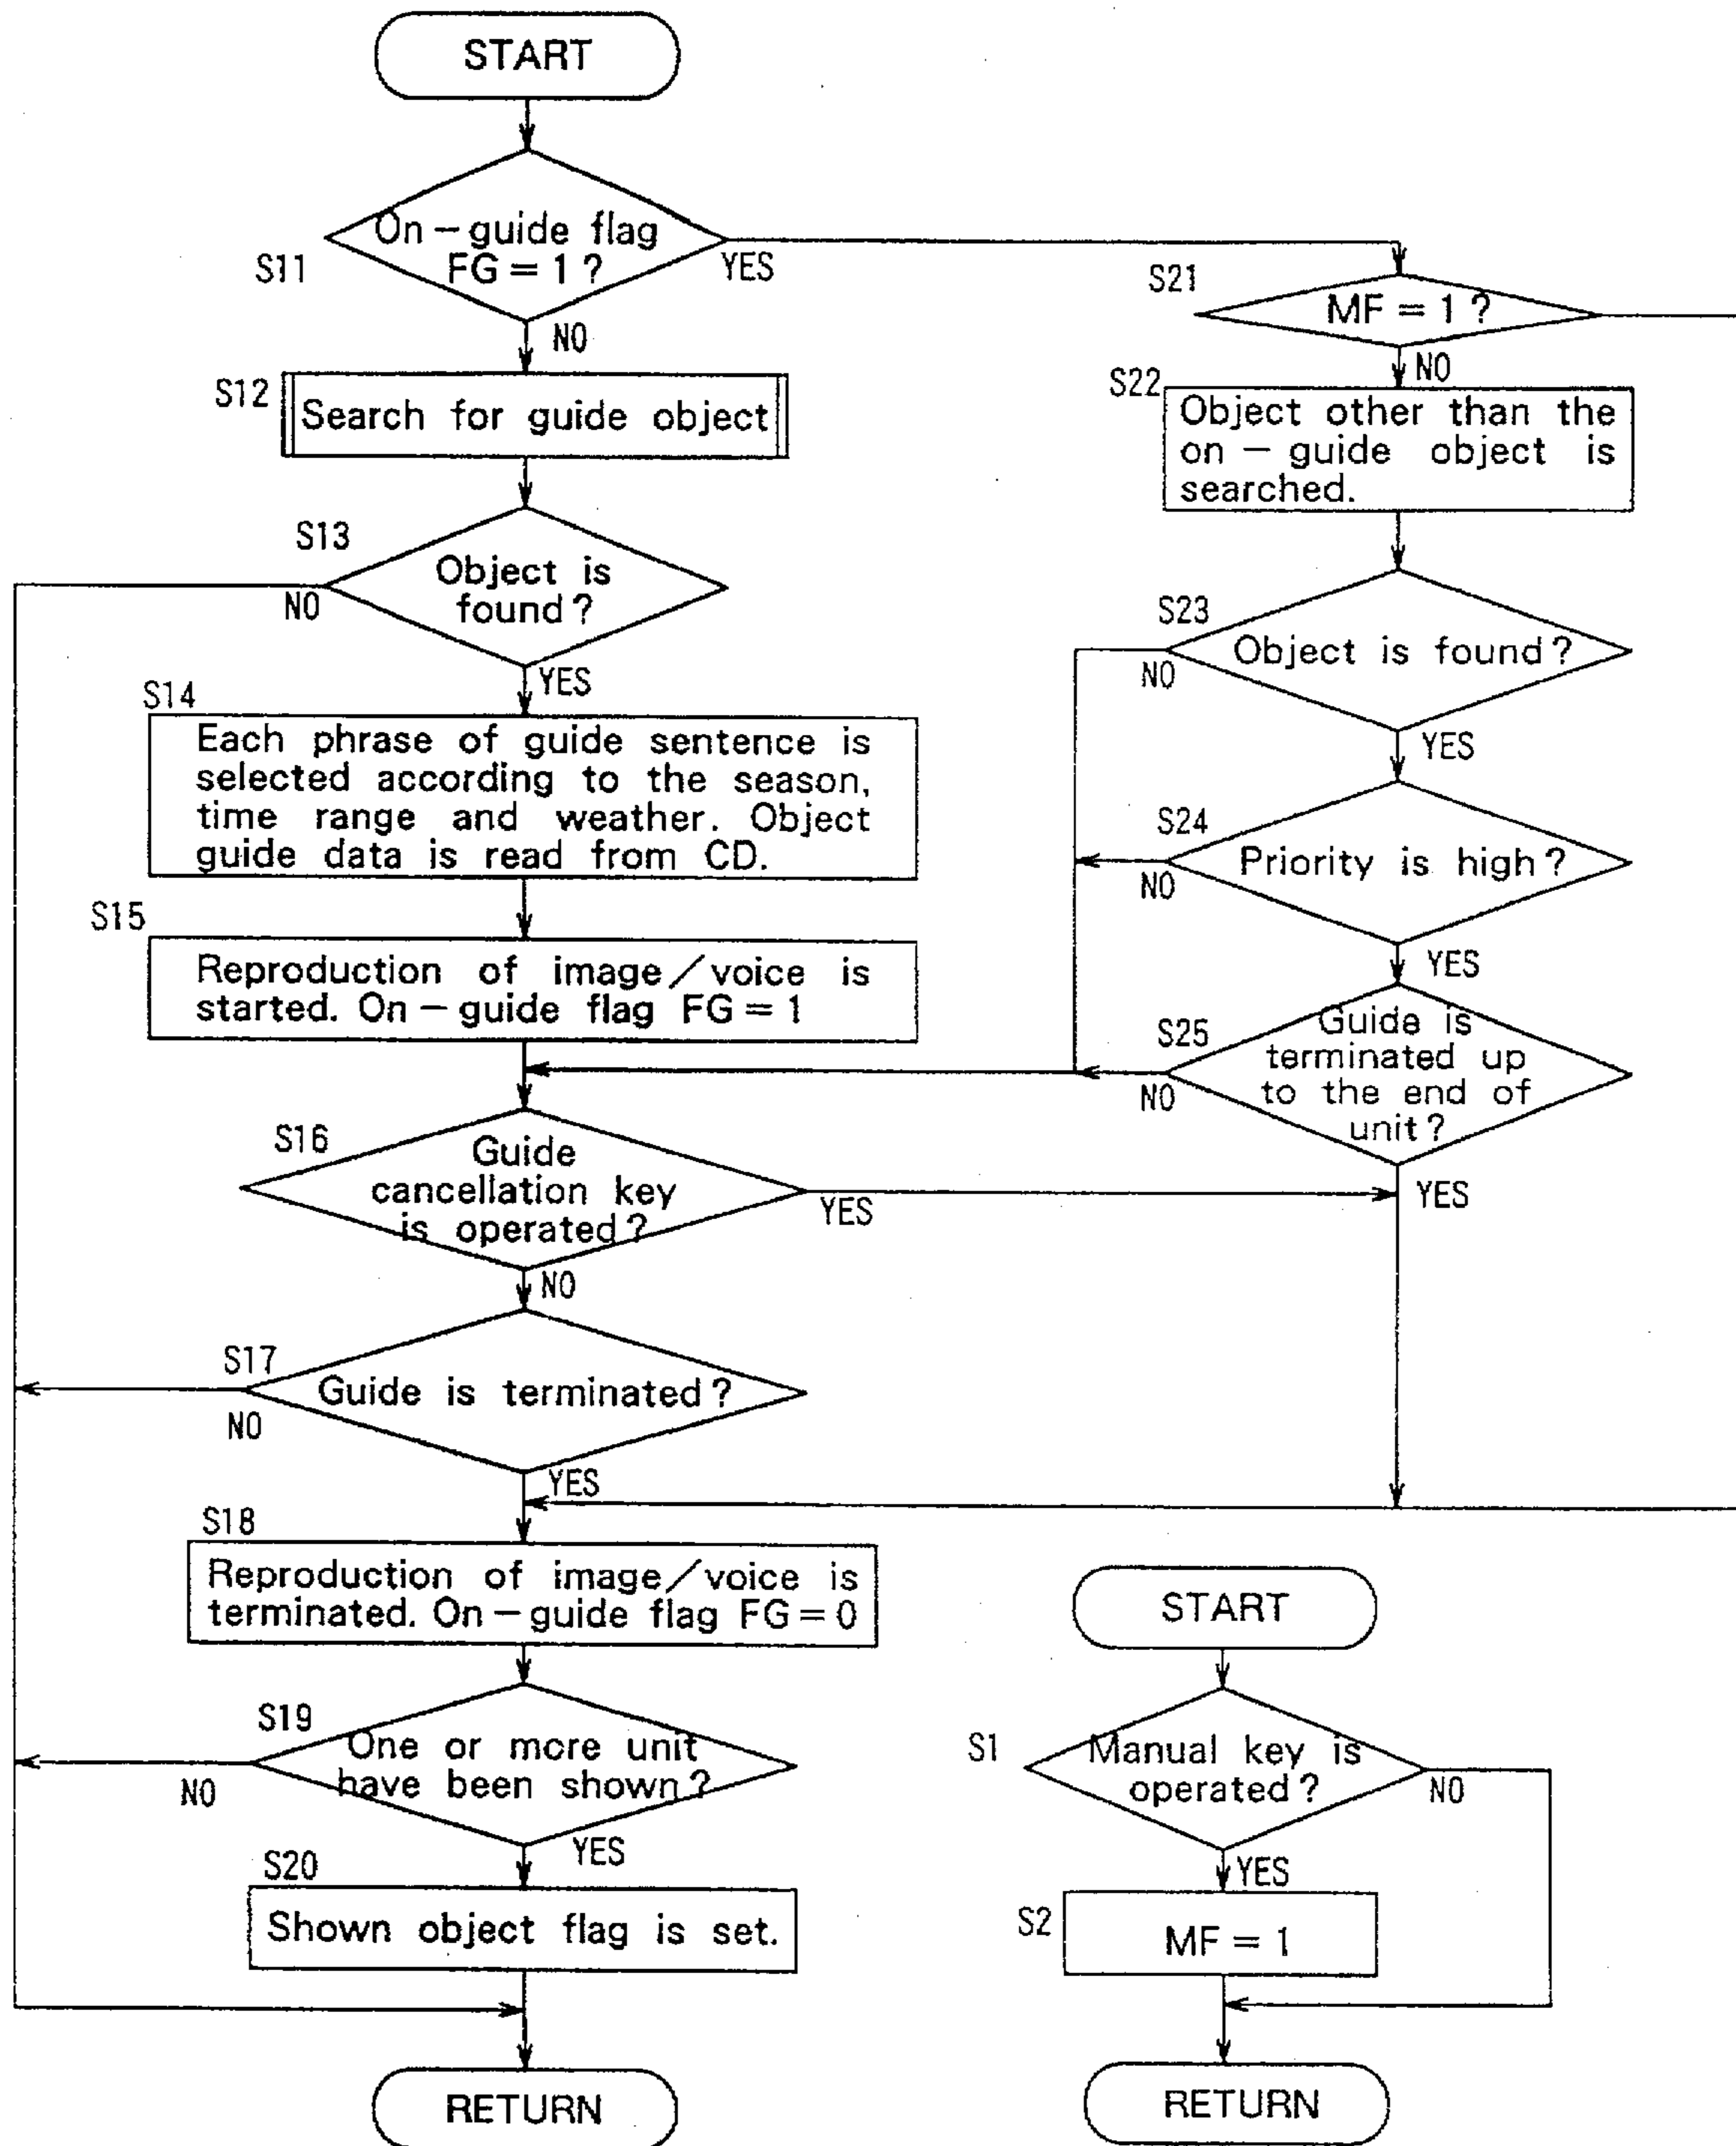 START
On-guide flag
FG = 1 ?
S11
YES
NO
S12
Search for guide object
S13
Object is
found ?
NO
YES
S14
Each phrase of guide sentence is
selected according to the season,
time range and weather. Object
guide data is read from CD.
S15
Reproduction of image/voice is
started. On-guide flag FG = 1
S16
Guide
cancellation key
is operated ?
YES
NO
S17
Guide is terminated ?
NO
YES
S18
Reproduction of image/voice is
terminated. On-guide flag FG = 0
S19
One or more unit
have been shown ?
NO
YES
S20
Shown object flag is set.
RETURN
S21
MF = 1 ?
NO
S22
Object other than the
on-guide object is
searched.
S23
Object is found ?
NO
YES
S24
Priority is high ?
NO
YES
S25
Guide is
terminated up
to the end of
unit ?
NO
YES
START
S1
Manual key is
operated ?
NO
YES
S2
MF = 1
RETURN